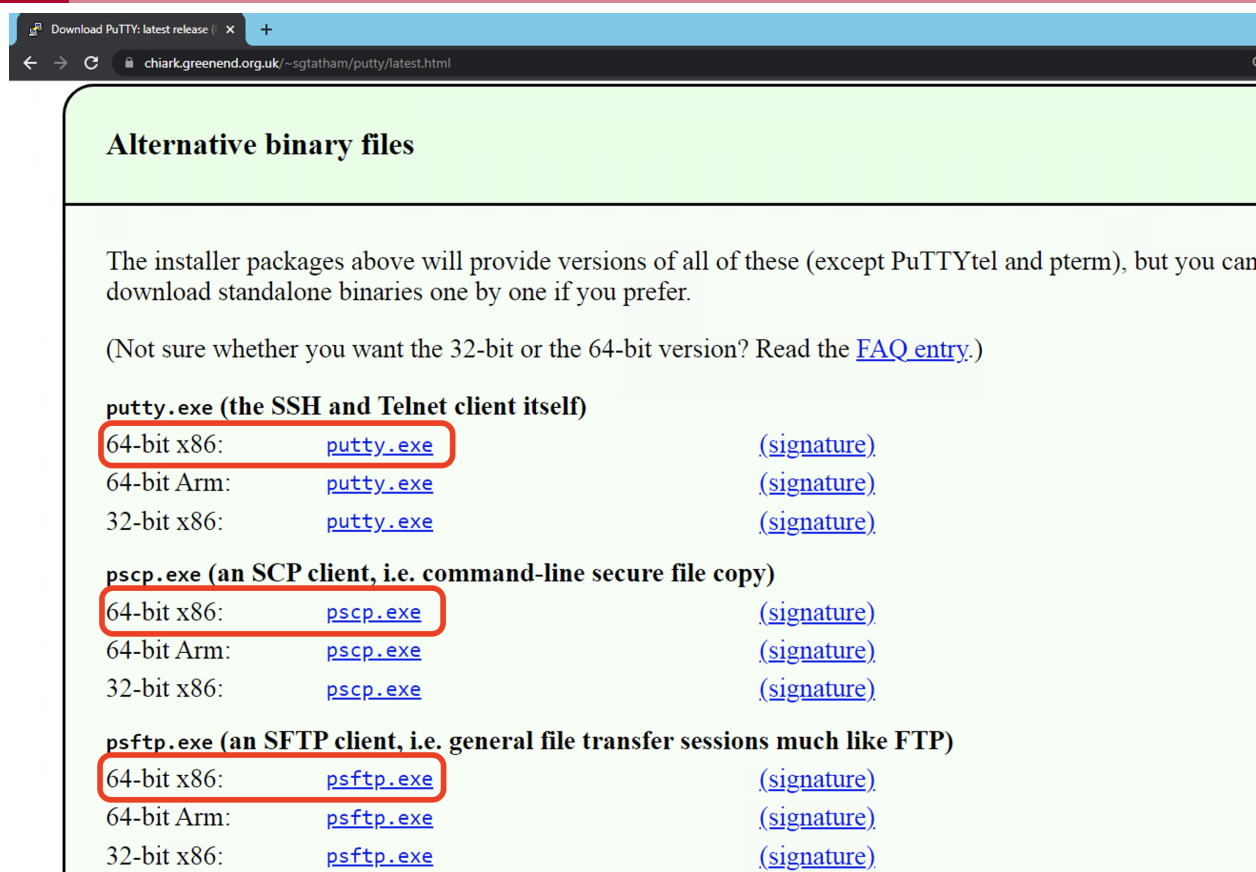 Download PuTTY: latest release (
chiark.greenend.org.uk/~sgtatham/putty/latest.html
Alternative binary files
The installer packages above will provide versions of all of these (except PuTTYtel and pterm), but you can
download standalone binaries one by one if you prefer.
(Not sure whether you want the 32-bit or the 64-bit version? Read the FAQ entry.)
putty.exe (the SSH and Telnet client itself)
64-bit x86: putty.exe (signature)
64-bit Arm: putty.exe (signature)
32-bit x86: putty.exe (signature)
pscp.exe (an SCP client, i.e. command-line secure file copy)
64-bit x86: pscp.exe (signature)
64-bit Arm: pscp.exe (signature)
32-bit x86: pscp.exe (signature)
psftp.exe (an SFTP client, i.e. general file transfer sessions much like FTP)
64-bit x86: psftp.exe (signature)
64-bit Arm: psftp.exe (signature)
32-bit x86: psftp.exe (signature)